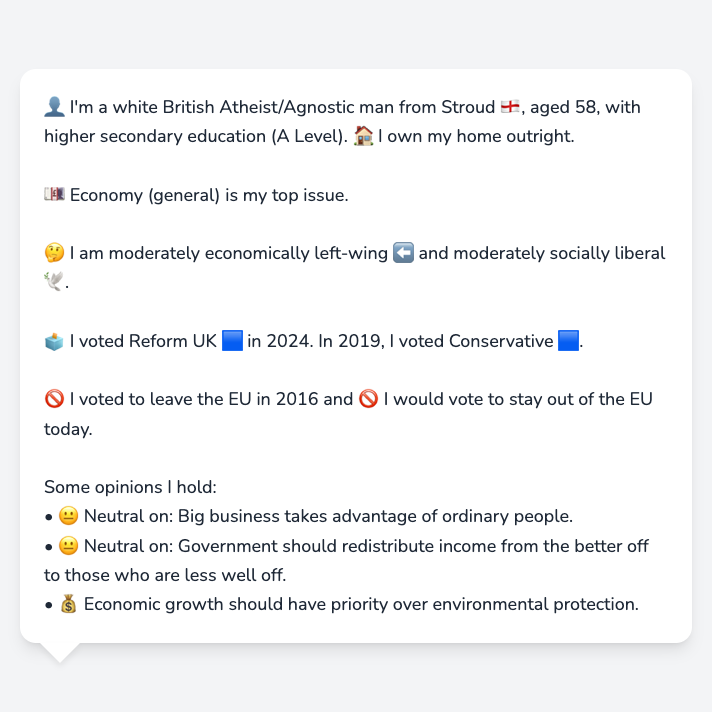 👤 I'm a white British Atheist/Agnostic man from Stroud 🏴󠁧󠁢󠁥󠁮󠁧󠁿, aged 58, with
higher secondary education (A Level). 🏠 I own my home outright.
💷 Economy (general) is my top issue.
🤔 I am moderately economically left-wing ⬅️ and moderately socially liberal
🕊️.
🗳️ I voted Reform UK 🟦 in 2024. In 2019, I voted Conservative 🟦.
🚫 I voted to leave the EU in 2016 and 🚫 I would vote to stay out of the EU
today.
Some opinions I hold:
• 😐 Neutral on: Big business takes advantage of ordinary people.
• 😐 Neutral on: Government should redistribute income from the better off
to those who are less well off.
• 💰 Economic growth should have priority over environmental protection.